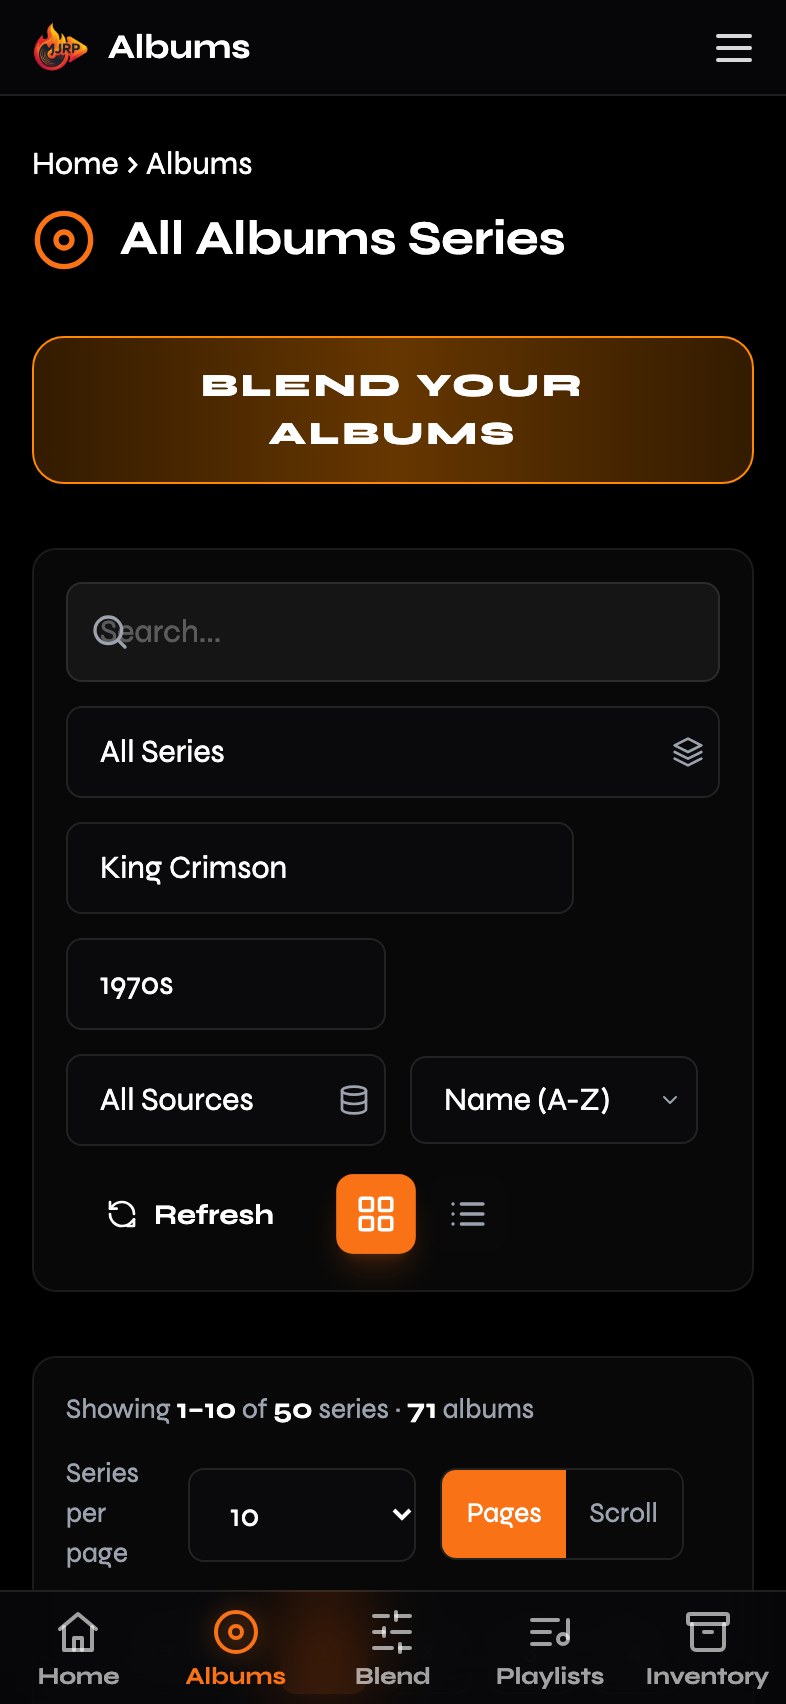 MJRP
Albums
Home › Albums
All Albums Series
BLEND YOUR
ALBUMS
Search...
All Series
King Crimson
1970s
All Sources
Name (A-Z)
Refresh
Showing 1–10 of 50 series · 71 albums
Series
per
page
10
Pages
Scroll
Home
Albums
Blend
Playlists
Inventory